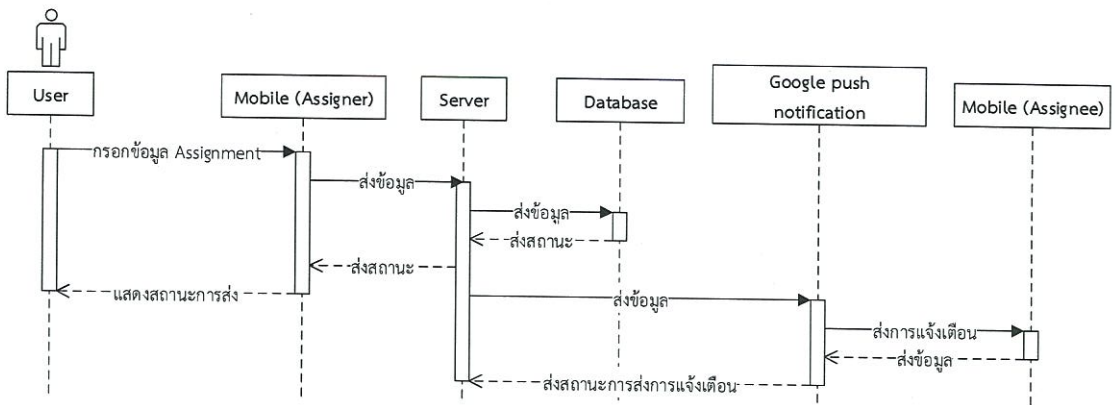 User
Mobile (Assigner)
Server
Database
Google push
notification
Mobile (Assignee)
กรอกข้อมูล Assignment
ส่งข้อมูล
ส่งข้อมูล
ส่งสถานะ
ส่งสถานะ
แสดงสถานะการส่ง
ส่งข้อมูล
ส่งการแจ้งเตือน
ส่งข้อมูล
ส่งสถานะการส่งการแจ้งเตือน